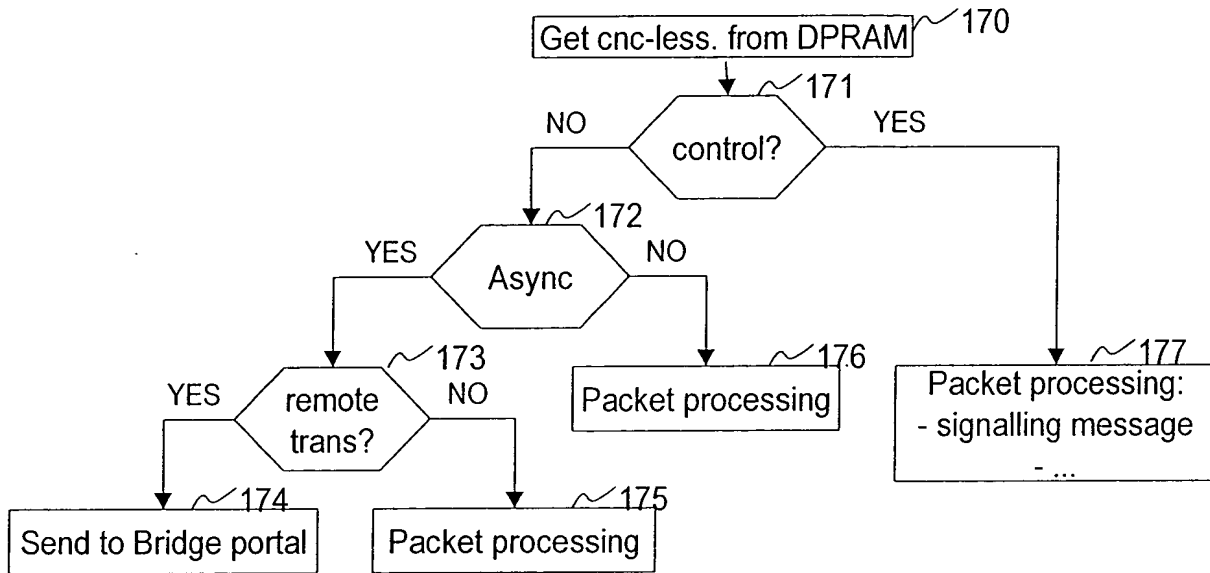 170
Get cnc-less. from DPRAM
171
NO
YES
control?
172
YES
NO
Async
173
176
177
YES
remote
NO
trans?
Packet processing
Packet processing:
- signalling message
- ...
174
175
Send to Bridge portal
Packet processing